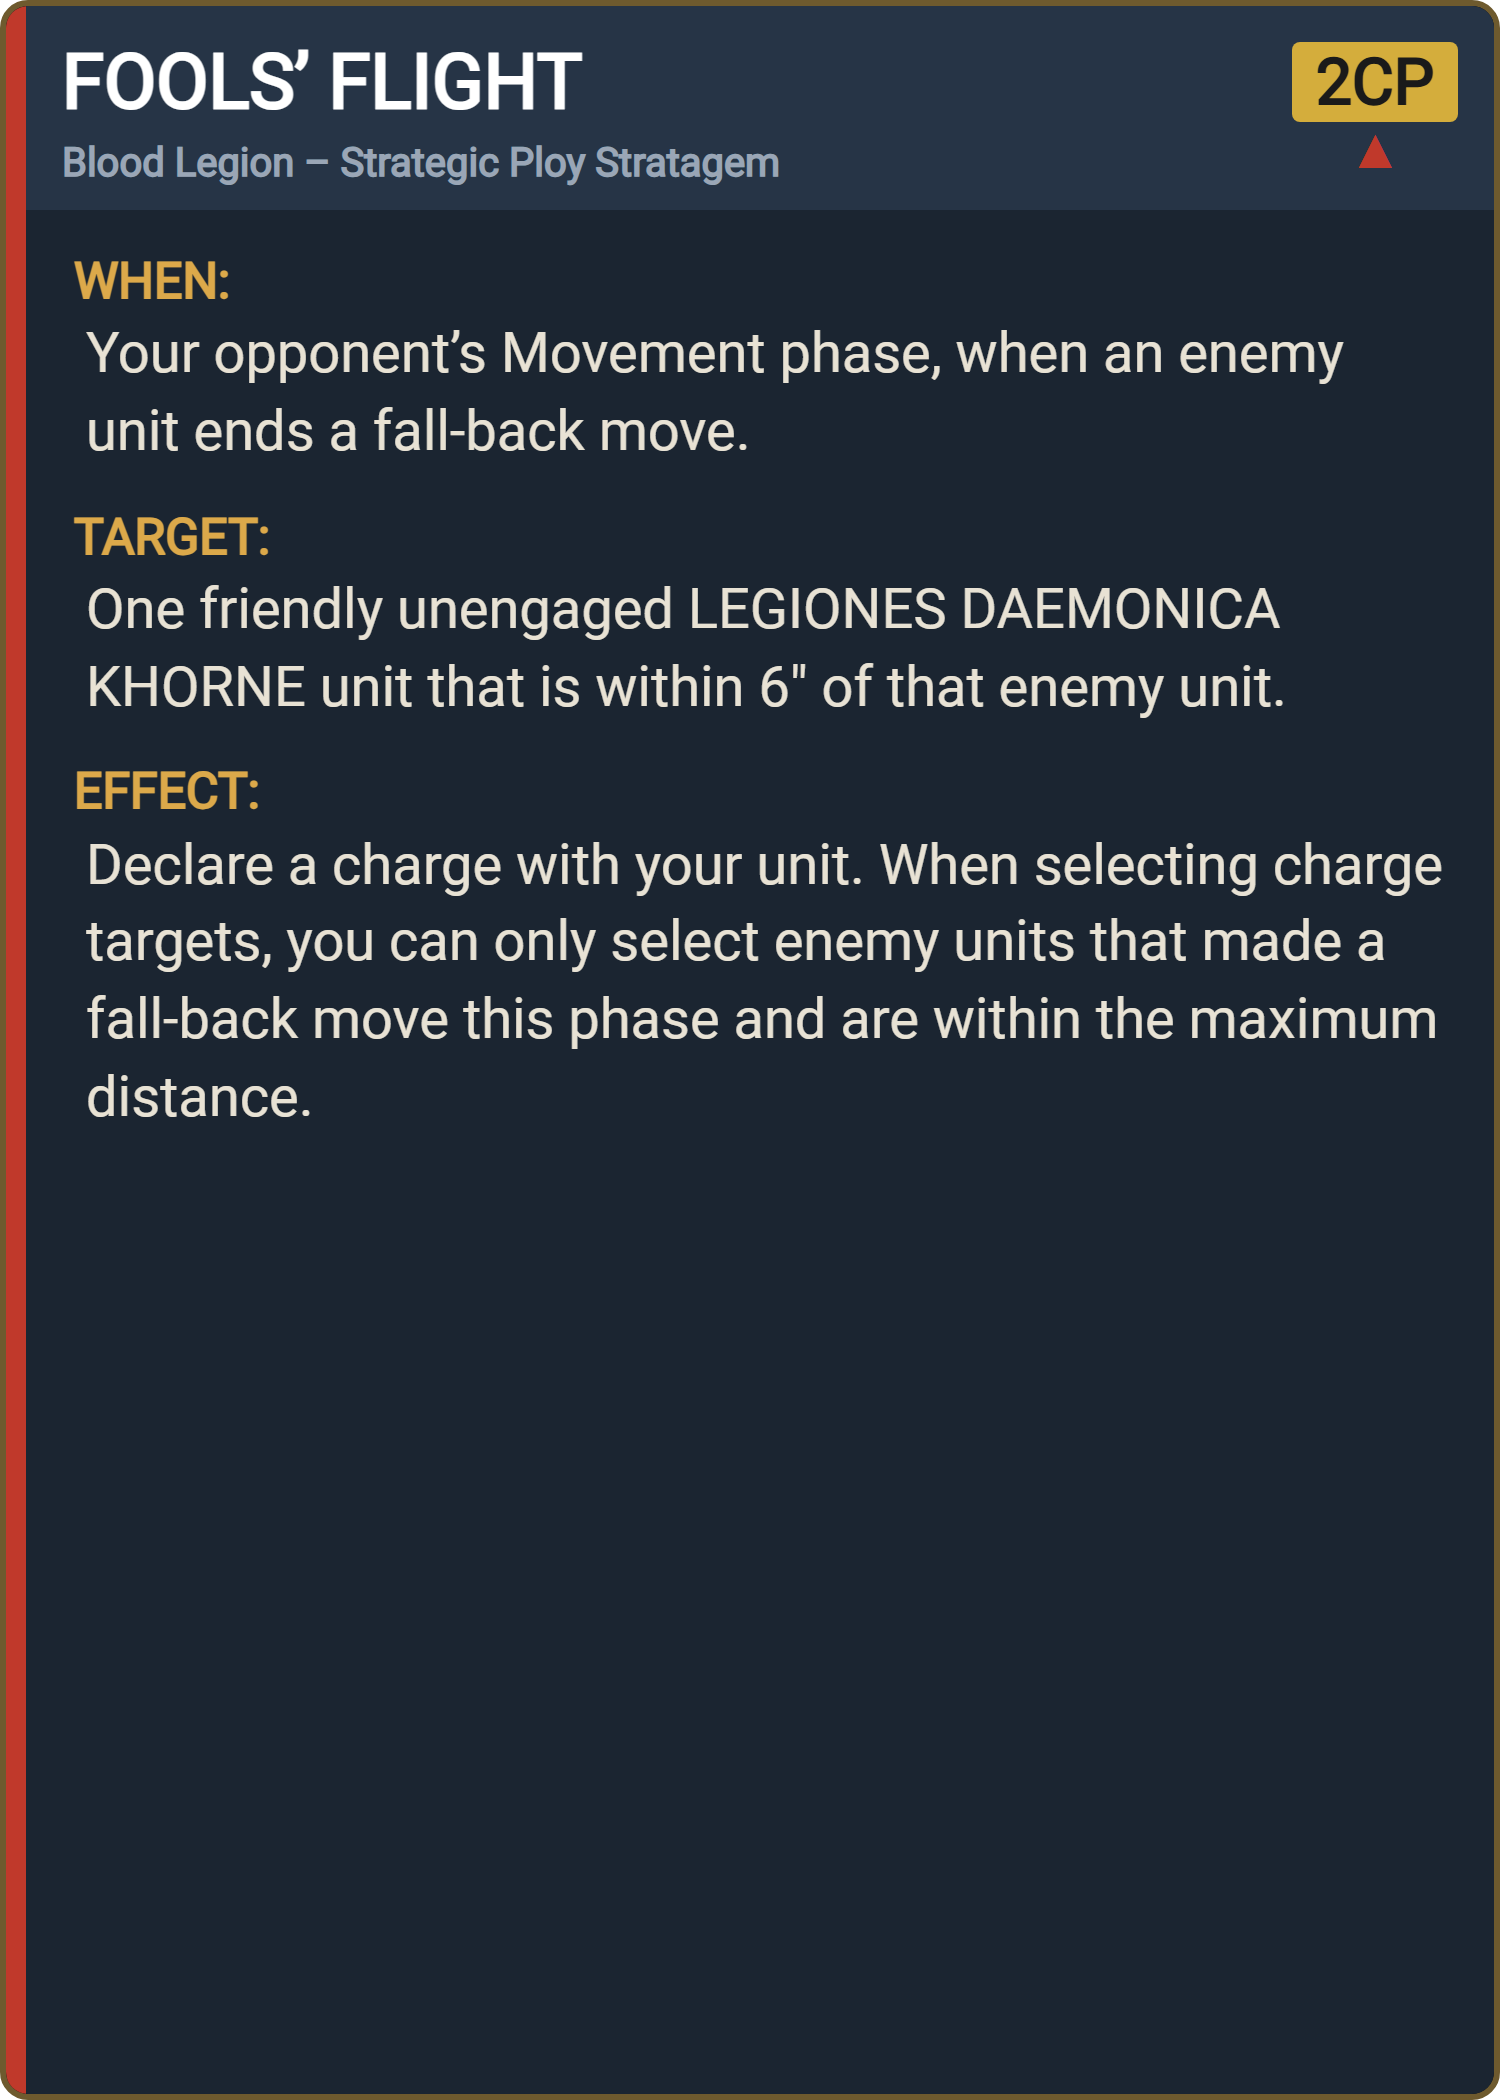 FOOLS’ FLIGHT
2CP
Blood Legion – Strategic Ploy Stratagem
WHEN:
Your opponent’s Movement phase, when an enemy
unit ends a fall-back move.
TARGET:
One friendly unengaged LEGIONES DAEMONICA
KHORNE unit that is within 6" of that enemy unit.
EFFECT:
Declare a charge with your unit. When selecting charge
targets, you can only select enemy units that made a
fall-back move this phase and are within the maximum
distance.